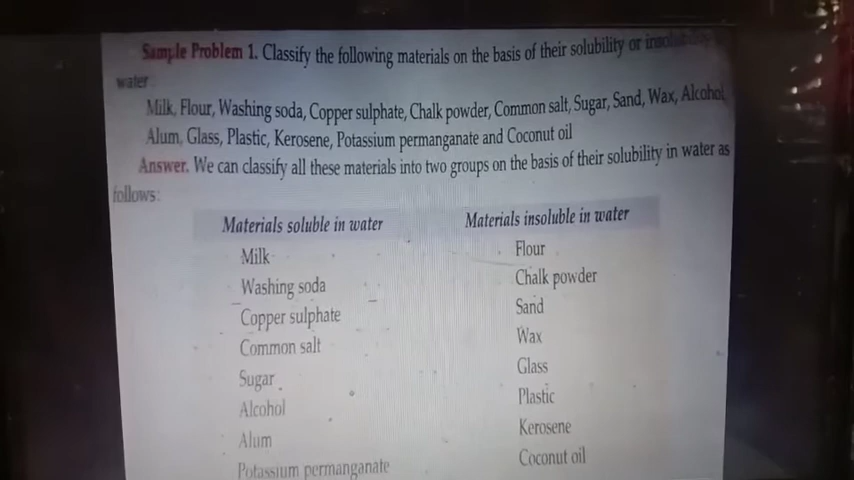 Sample Problem 1. Classify the following materials on the basis of their solubility or insolubility in
water:
Milk, Flour, Washing soda, Copper sulphate, Chalk powder, Common salt, Sugar, Sand, Wax, Alcohol,
Alum, Glass, Plastic, Kerosene, Potassium permanganate and Coconut oil
Answer. We can classify all these materials into two groups on the basis of their solubility in water as
follows:
Materials soluble in water Materials insoluble in water
Milk Flour
Washing soda Chalk powder
Copper sulphate Sand
Common salt Wax
Sugar Glass
Alcohol Plastic
Alum Kerosene
Potassium permanganate Coconut oil